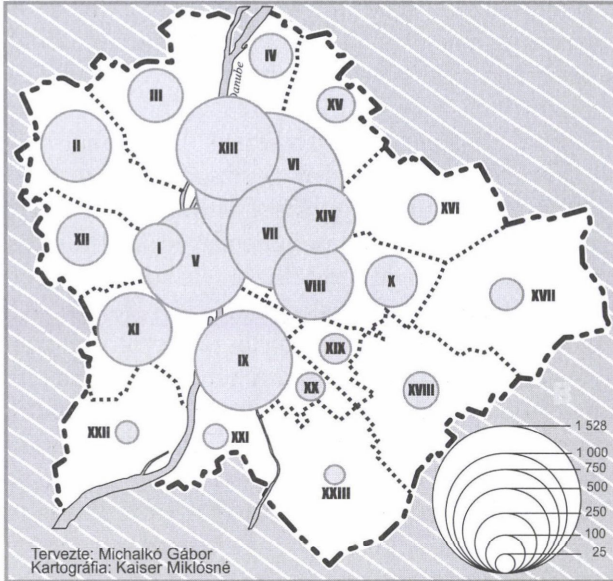 IV
Danube
III
XV
II
XIII
VI
XVI
XIV
XII
I
V
VII
VIII
X
XVII
XI
IX
XIX
XX
XVIII
XXII
XXI
XXIII
B
1 528
1 000
750
500
250
100
25
Tervezte: Michalkó Gábor
Kartográfia: Kaiser Miklósné